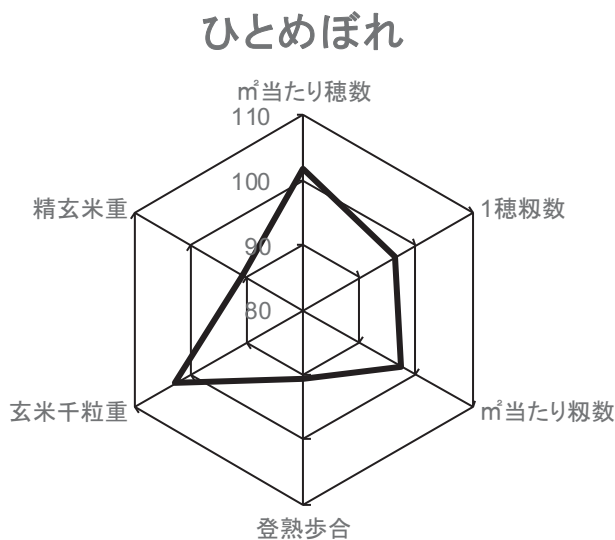 ひとめぼれ
㎡当たり穂数
110
100
90
80
精玄米重
1穂籾数
玄米千粒重
㎡当たり籾数
登熟歩合